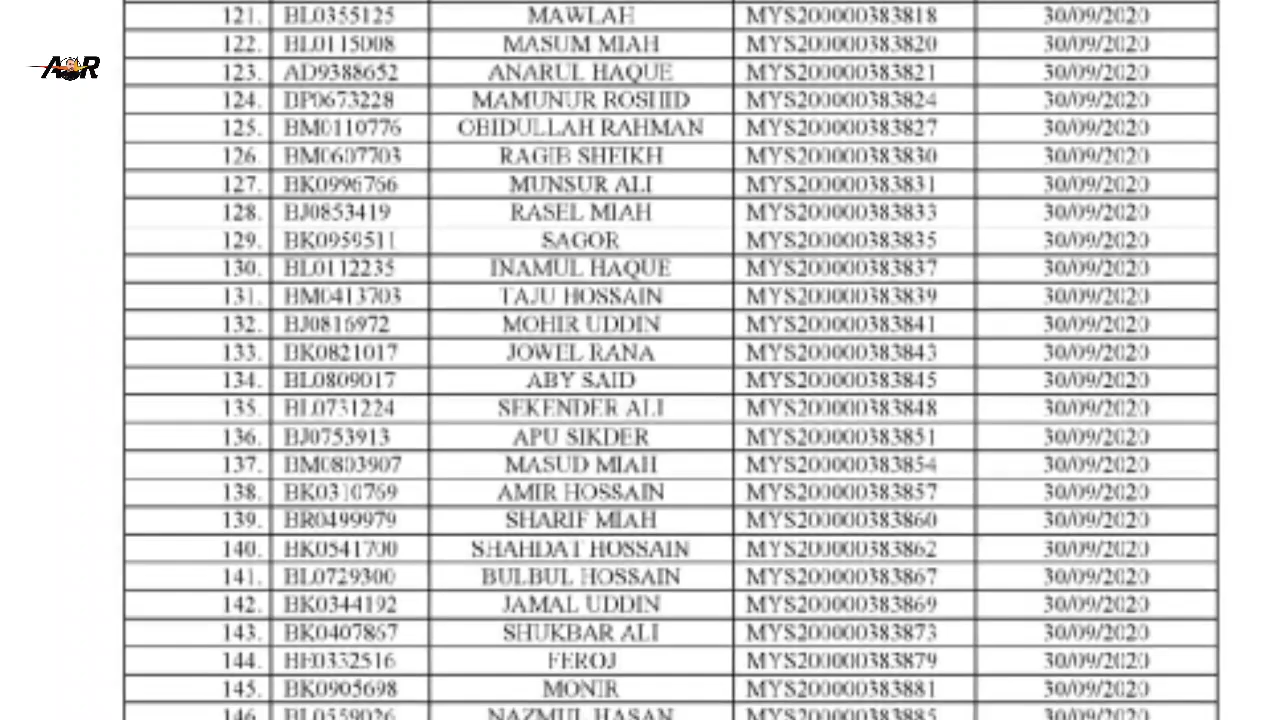 121. BL0355125 MAWLAH MYS200000383818 30/09/2020
AR
122. BL0115008 MASUM MIAH MYS200000383820 30/09/2020
123. AD9388652 ANARUL HAQUE MYS200000383821 30/09/2020
124. BP0673228 MAMUNUR ROSHID MYS200000383824 30/09/2020
125. BM0110776 OBIDULLAH RAHMAN MYS200000383827 30/09/2020
126. BM0607703 RAGIB SHEIKH MYS200000383830 30/09/2020
127. BK0996766 MUNSUR ALI MYS200000383831 30/09/2020
128. BJ0853419 RASEL MIAH MYS200000383833 30/09/2020
129. BK0959511 SAGOR MYS200000383835 30/09/2020
130. BL0112235 INAMUL HAQUE MYS200000383837 30/09/2020
131. BM0413703 TAJU HOSSAIN MYS200000383839 30/09/2020
132. BJ0816972 MOHIR UDDIN MYS200000383841 30/09/2020
133. BK0821017 JOWEL RANA MYS200000383843 30/09/2020
134. BL0809017 ABY SAID MYS200000383845 30/09/2020
135. BL0731224 SEKENDER ALI MYS200000383848 30/09/2020
136. BJ0753913 APU SIKDER MYS200000383851 30/09/2020
137. BM0803907 MASUD MIAH MYS200000383854 30/09/2020
138. BK0310769 AMIR HOSSAIN MYS200000383857 30/09/2020
139. BR0499979 SHARIF MIAH MYS200000383860 30/09/2020
140. BK0541700 SHAHDAT HOSSAIN MYS200000383862 30/09/2020
141. BL0729300 BULBUL HOSSAIN MYS200000383867 30/09/2020
142. BK0344192 JAMAL UDDIN MYS200000383869 30/09/2020
143. BK0407867 SHUKBAR ALI MYS200000383873 30/09/2020
144. BE0332516 FEROJ MYS200000383879 30/09/2020
145. BK0905698 MONIR MYS200000383881 30/09/2020
146. BL0559026 NAZMUL HASAN MYS200000383885 30/09/2020